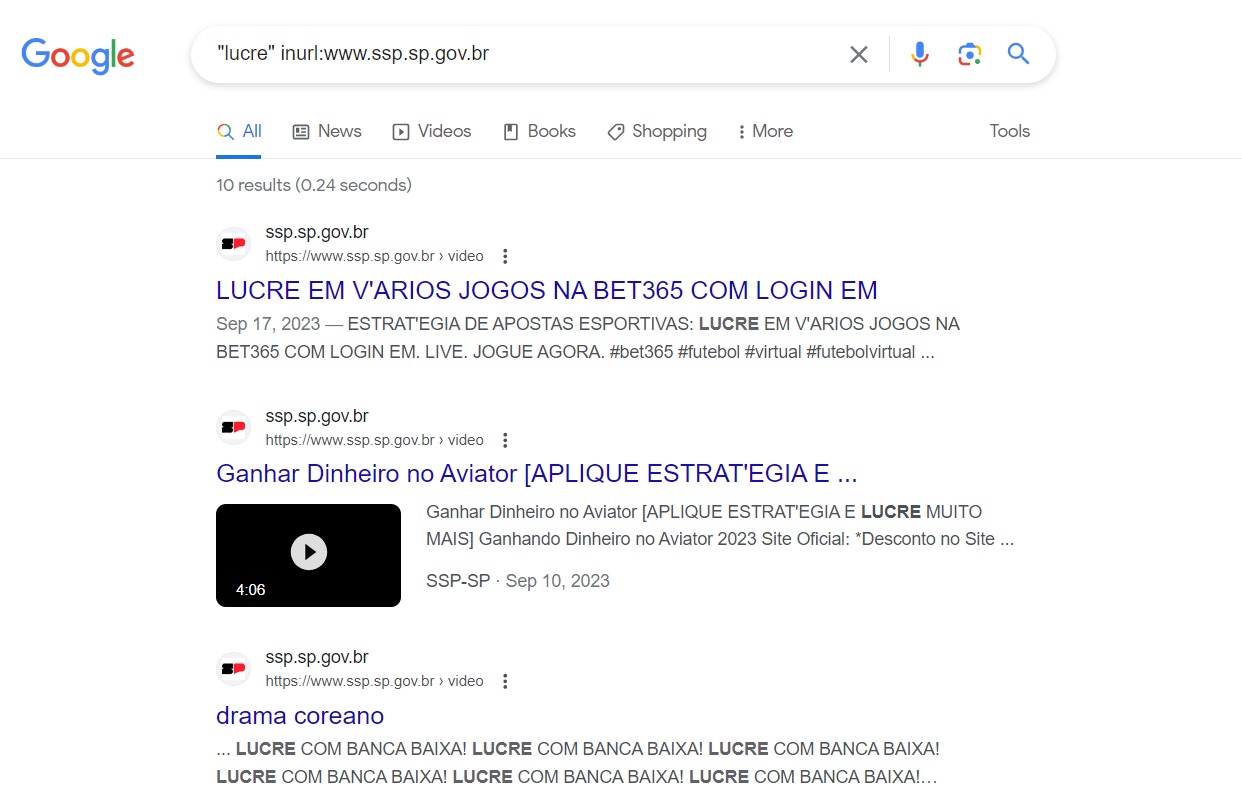 Google
"lucre" inurl:www.ssp.sp.gov.br
All News Videos Books Shopping More Tools
10 results (0.24 seconds)
ssp.sp.gov.br
https://www.ssp.sp.gov.br › video
LUCRE EM V'ARIOS JOGOS NA BET365 COM LOGIN EM
Sep 17, 2023 — ESTRAT'EGIA DE APOSTAS ESPORTIVAS: LUCRE EM V'ARIOS JOGOS NA
BET365 COM LOGIN EM. LIVE. JOGUE AGORA. #bet365 #futebol #virtual #futebolvirtual ...
ssp.sp.gov.br
https://www.ssp.sp.gov.br › video
Ganhar Dinheiro no Aviator [APLIQUE ESTRAT'EGIA E ...
Ganhar Dinheiro no Aviator [APLIQUE ESTRAT'EGIA E LUCRE MUITO
MAIS] Ganhando Dinheiro no Aviator 2023 Site Oficial: *Desconto no Site ...
4:06
SSP-SP · Sep 10, 2023
ssp.sp.gov.br
https://www.ssp.sp.gov.br › video
drama coreano
... LUCRE COM BANCA BAIXA! LUCRE COM BANCA BAIXA! LUCRE COM BANCA BAIXA!
LUCRE COM BANCA BAIXA! LUCRE COM BANCA BAIXA! LUCRE COM BANCA BAIXA!…